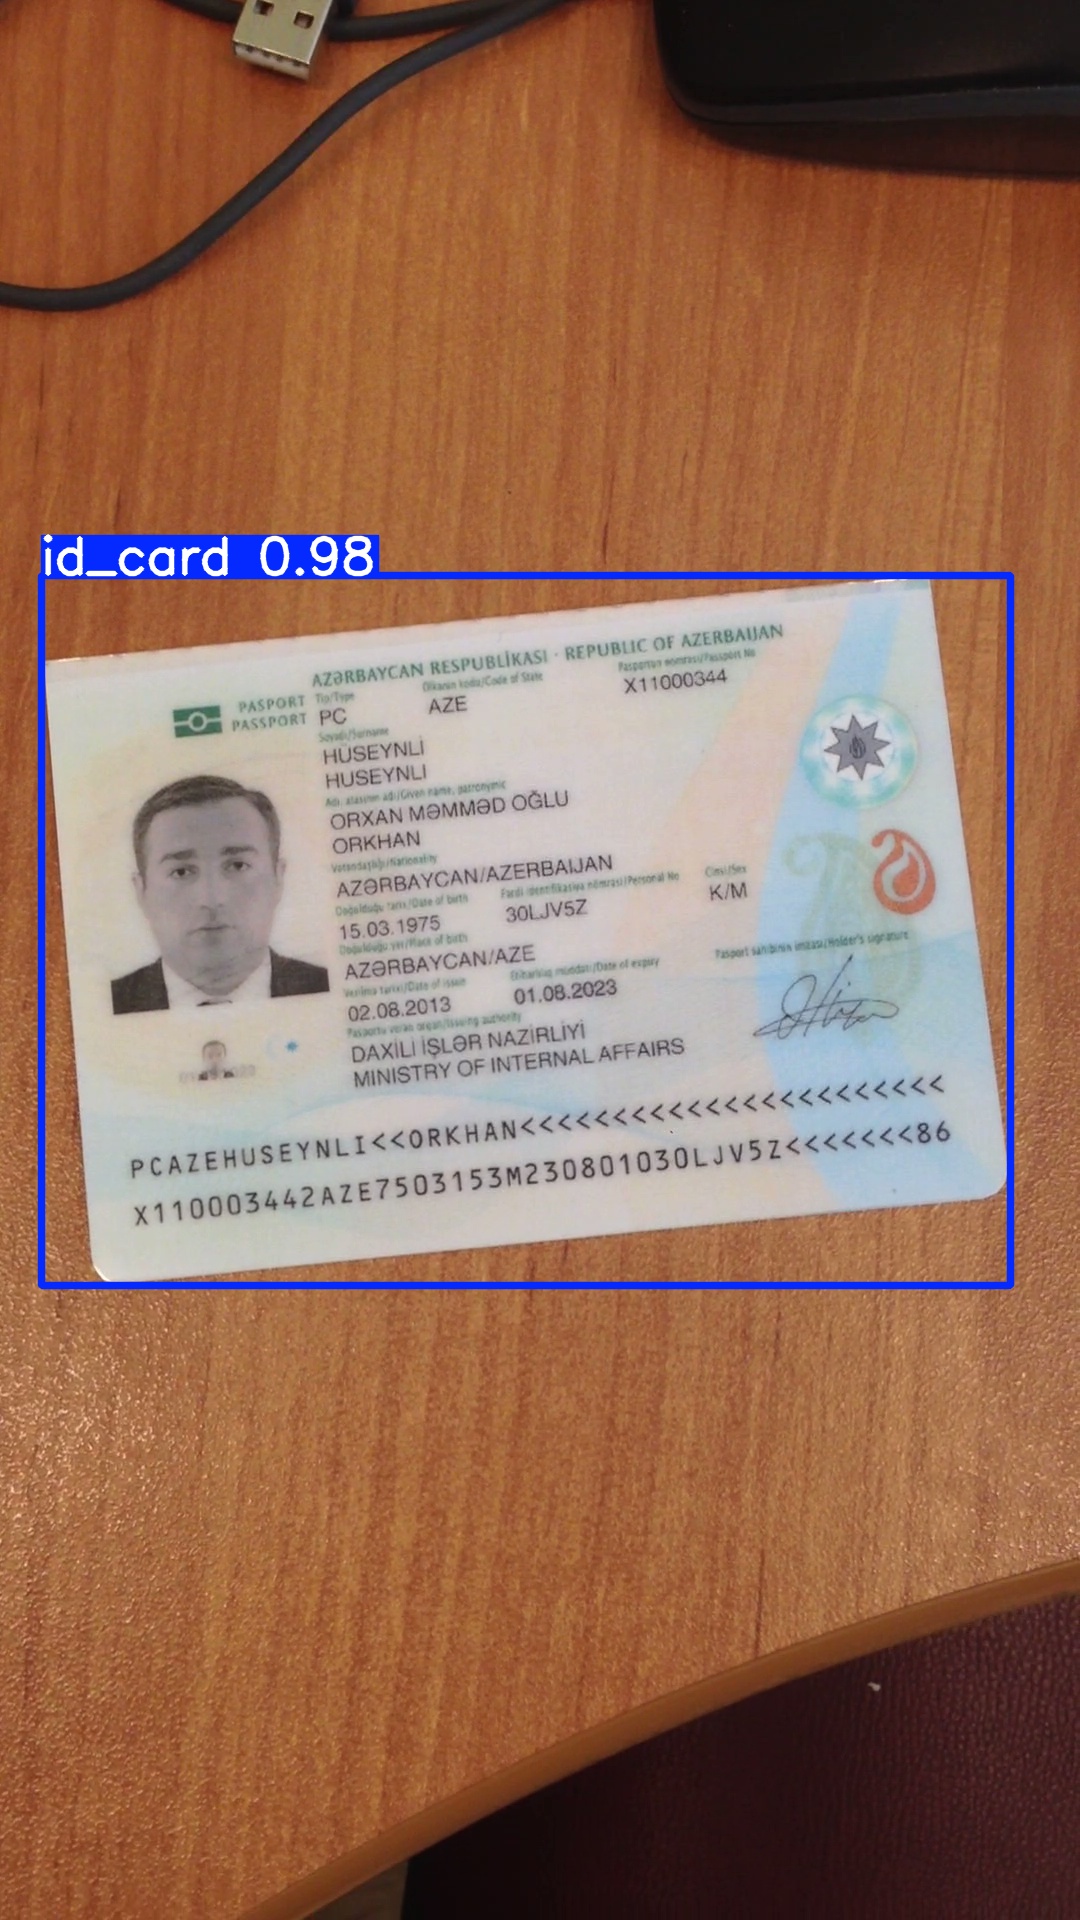 id_card 0.98
AZƏRBAYCAN RESPUBLİKASI · REPUBLIC OF AZERBAIJAN
PASPORT
PASSPORT
Tip/Type
Ölkənin kodu/Code of State
Pasportun nömrəsi/Passport No
PC
AZE
X11000344
Soyadı/Surname
HÜSEYNLİ
HUSEYNLI
Adı, atasının adı/Given name, patronymic
ORXAN MƏMMƏD OĞLU
ORKHAN
Vətəndaşlığı/Nationality
AZƏRBAYCAN/AZERBAIJAN
Doğulduğu tarix/Date of birth
Fərdi identifikasiya nömrəsi/Personal No
Cinsi/Sex
15.03.1975
30LJV5Z
K/M
Doğulduğu yer/Place of birth
AZƏRBAYCAN/AZE
Verilmə tarixi/Date of issue
Etibarlılıq müddəti/Date of expiry
Pasport sahibinin imzası/Holder's signature
02.08.2013
01.08.2023
Pasportu verən orqan/Issuing authority
DAXİLİ İŞLƏR NAZİRLİYİ
MINISTRY OF INTERNAL AFFAIRS
PCAZEHUSEYNLI<<ORKHAN<<<<<<<<<<<<<<<<<<<<<<<
X110003442AZE7503153M230801030LJV5Z<<<<<<<86